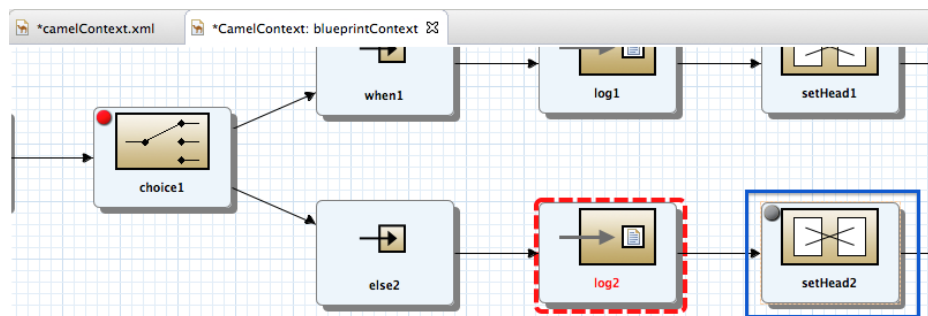 *camelContext.xml
*CamelContext: blueprintContext
when1
log1
setHead1
choice1
else2
log2
setHead2